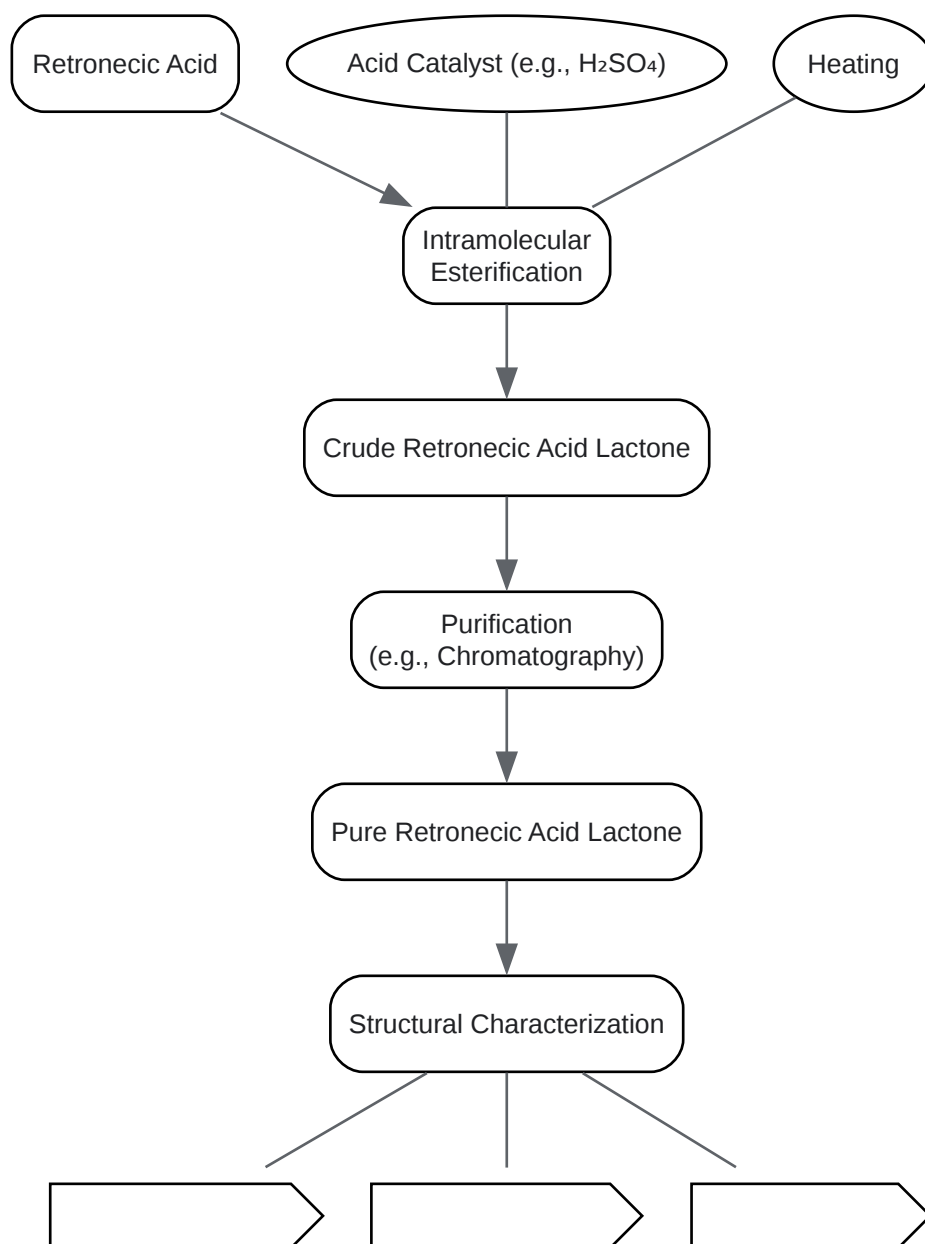 Retronecic Acid
Acid Catalyst (e.g., H₂SO₄)
Heating
Intramolecular
Esterification
Crude Retronecic Acid Lactone
Purification
(e.g., Chromatography)
Pure Retronecic Acid Lactone
Structural Characterization